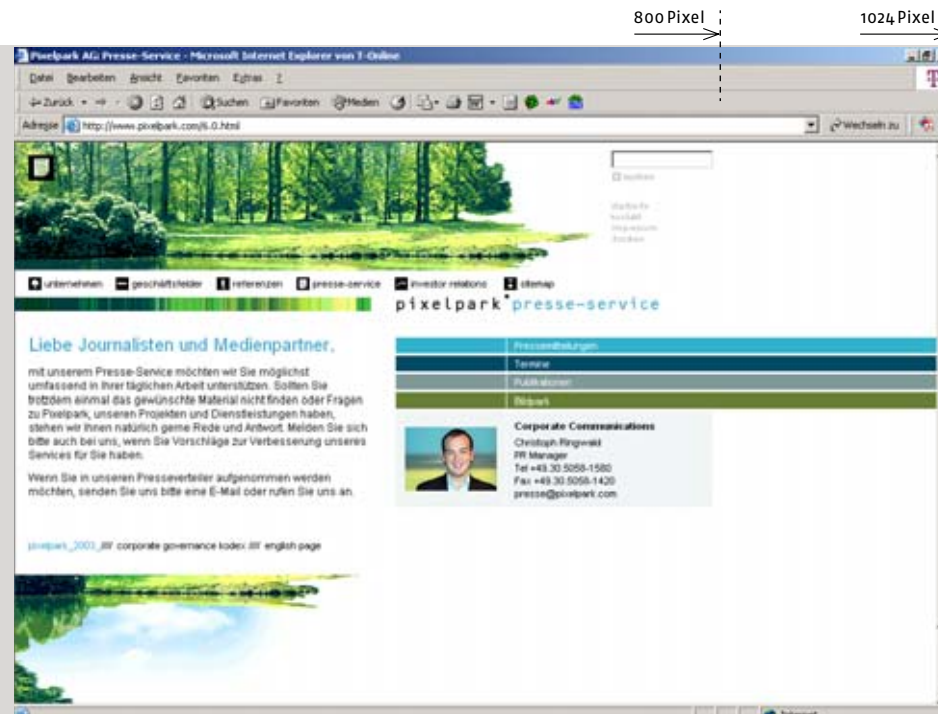 800 Pixel
1024 Pixel
Pixelpark AG: Presse-Service - Microsoft Internet Explorer von T-Online
Datei Bearbeiten Ansicht Favoriten Extras ?
Zurück Suchen Favoriten Medien
Adresse http://www.pixelpark.com/6.0.html Wechseln zu
suchen
kontakt
impressum
drucken
unternehmen geschäftsfelder referenzen presse-service investor relations sitemap
pixelpark presse-service
Liebe Journalisten und Medienpartner,
mit unserem Presse-Service möchten wir Sie möglichst
umfassend in Ihrer täglichen Arbeit unterstützen. Sollten Sie
trotzdem einmal das gewünschte Material nicht finden oder Fragen
zu Pixelpark, unseren Projekten und Dienstleistungen haben,
stehen wir Ihnen natürlich gerne Rede und Antwort. Melden Sie sich
bitte auch bei uns, wenn Sie Vorschläge zur Verbesserung unseres
Services für Sie haben.
Wenn Sie in unseren Presseverteiler aufgenommen werden
möchten, senden Sie uns bitte eine E-Mail oder rufen Sie uns an.
Pressemitteilungen
Termine
Publikationen
Bildpark
Corporate Communications
Christoph Ringwald
PR Manager
Tel +49.30.5058-1580
Fax +49.30.5058-1420
presse@pixelpark.com
pixelpark_2003 //// corporate governance kodex //// english page
Internet